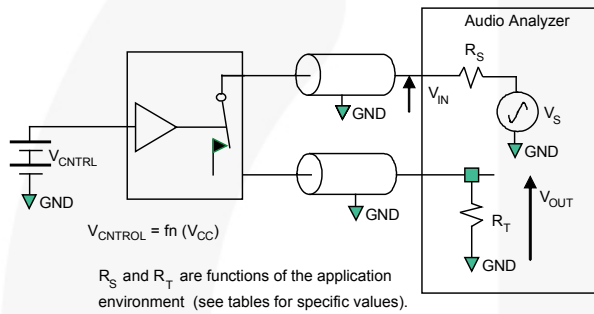 Audio Analyzer
R_S
V_IN
V_S
GND
GND
V_CNTRL
GND
V_OUT
GND
R_T
GND
V_CNTROL = fn (V_CC)
R_S and R_T are functions of the application
environment (see tables for specific values).